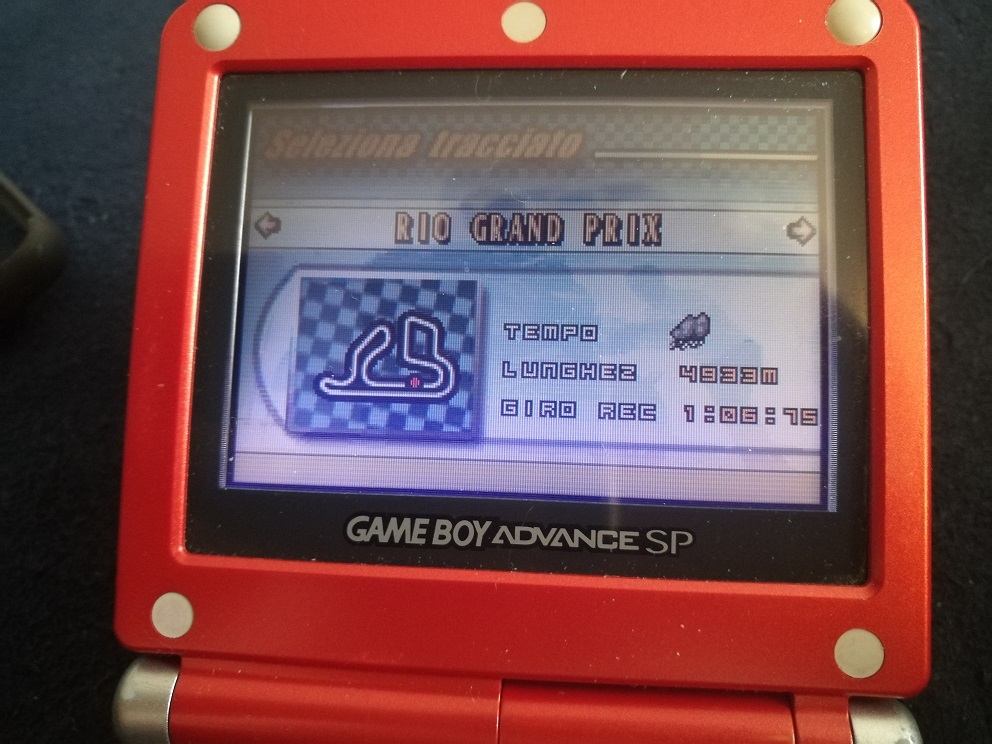 Seleziona tracciato
RIO GRAND PRIX
TEMPO
LUNGHEZ 4933M
GIRO REC 1:06:75
GAME BOY ADVANCE SP